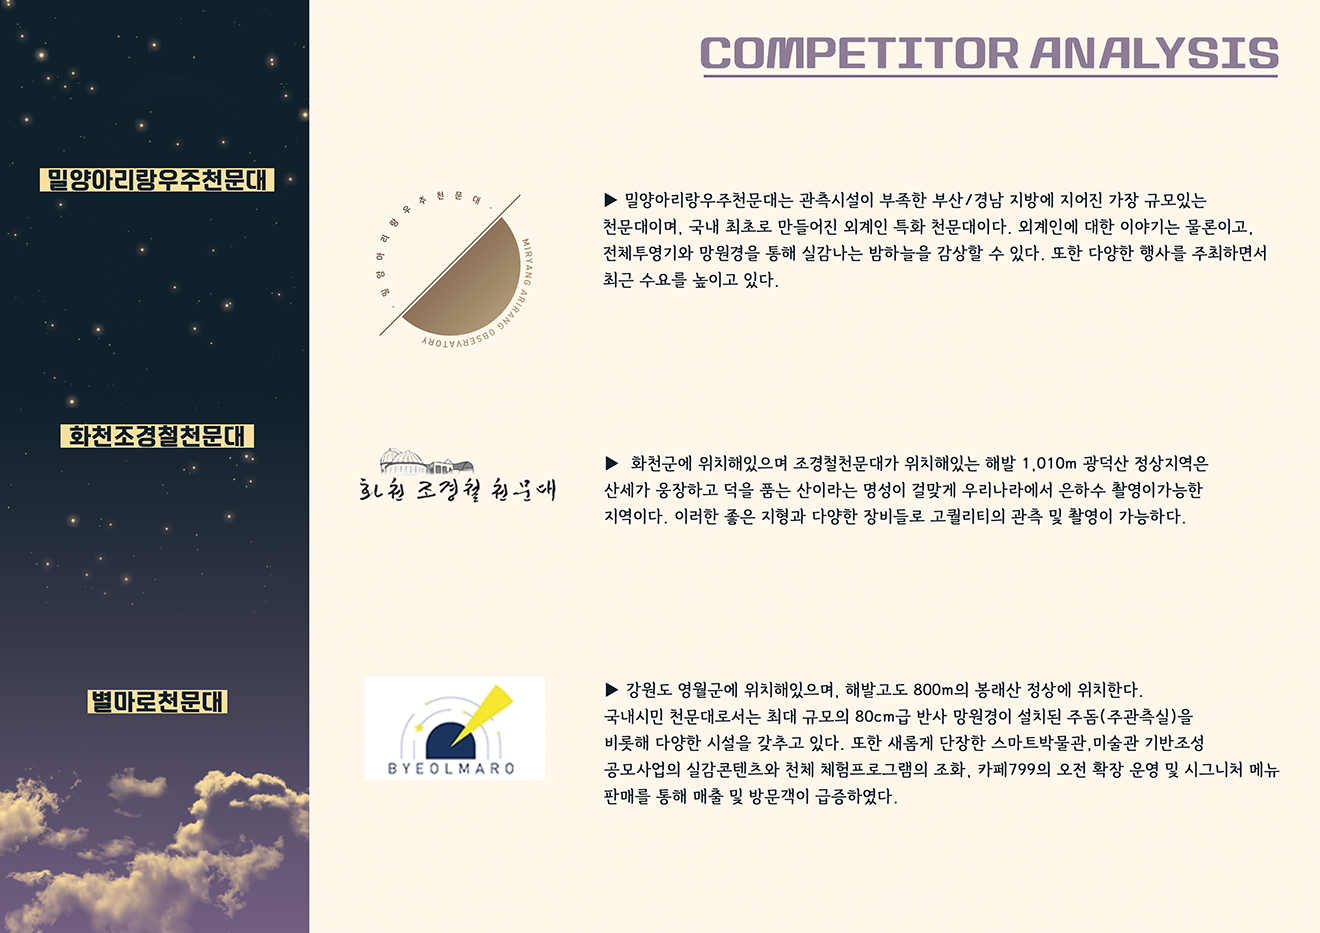 COMPETITOR ANALYSIS
밀양아리랑우주천문대
· 밀양아리랑우주천문대 ·
MIRYANG ARIRANG OBSERVATORY
▶ 밀양아리랑우주천문대는 관측시설이 부족한 부산/경남 지방에 지어진 가장 규모있는
천문대이며, 국내 최초로 만들어진 외계인 특화 천문대이다. 외계인에 대한 이야기는 물론이고,
전체투영기와 망원경을 통해 실감나는 밤하늘을 감상할 수 있다. 또한 다양한 행사를 주최하면서
최근 수요를 높이고 있다.
화천조경철천문대
화천 조경철 천문대
▶ 화천군에 위치해있으며 조경철천문대가 위치해있는 해발 1,010m 광덕산 정상지역은
산세가 웅장하고 덕을 품는 산이라는 명성이 걸맞게 우리나라에서 은하수 촬영이가능한
지역이다. 이러한 좋은 지형과 다양한 장비들로 고퀄리티의 관측 및 촬영이 가능하다.
별마로천문대
BYEOLMARO
▶ 강원도 영월군에 위치해있으며, 해발고도 800m의 봉래산 정상에 위치한다.
국내시민 천문대로서는 최대 규모의 80cm급 반사 망원경이 설치된 주돔(주관측실)을
비롯해 다양한 시설을 갖추고 있다. 또한 새롭게 단장한 스마트박물관,미술관 기반조성
공모사업의 실감콘텐츠와 천체 체험프로그램의 조화, 카페799의 오전 확장 운영 및 시그니처 메뉴
판매를 통해 매출 및 방문객이 급증하였다.